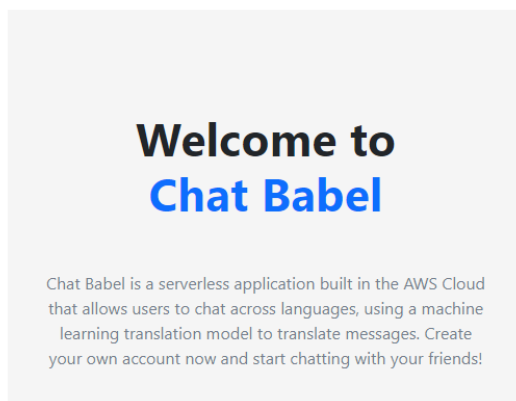 Welcome to
Chat Babel
Chat Babel is a serverless application built in the AWS Cloud
that allows users to chat across languages, using a machine
learning translation model to translate messages. Create
your own account now and start chatting with your friends!